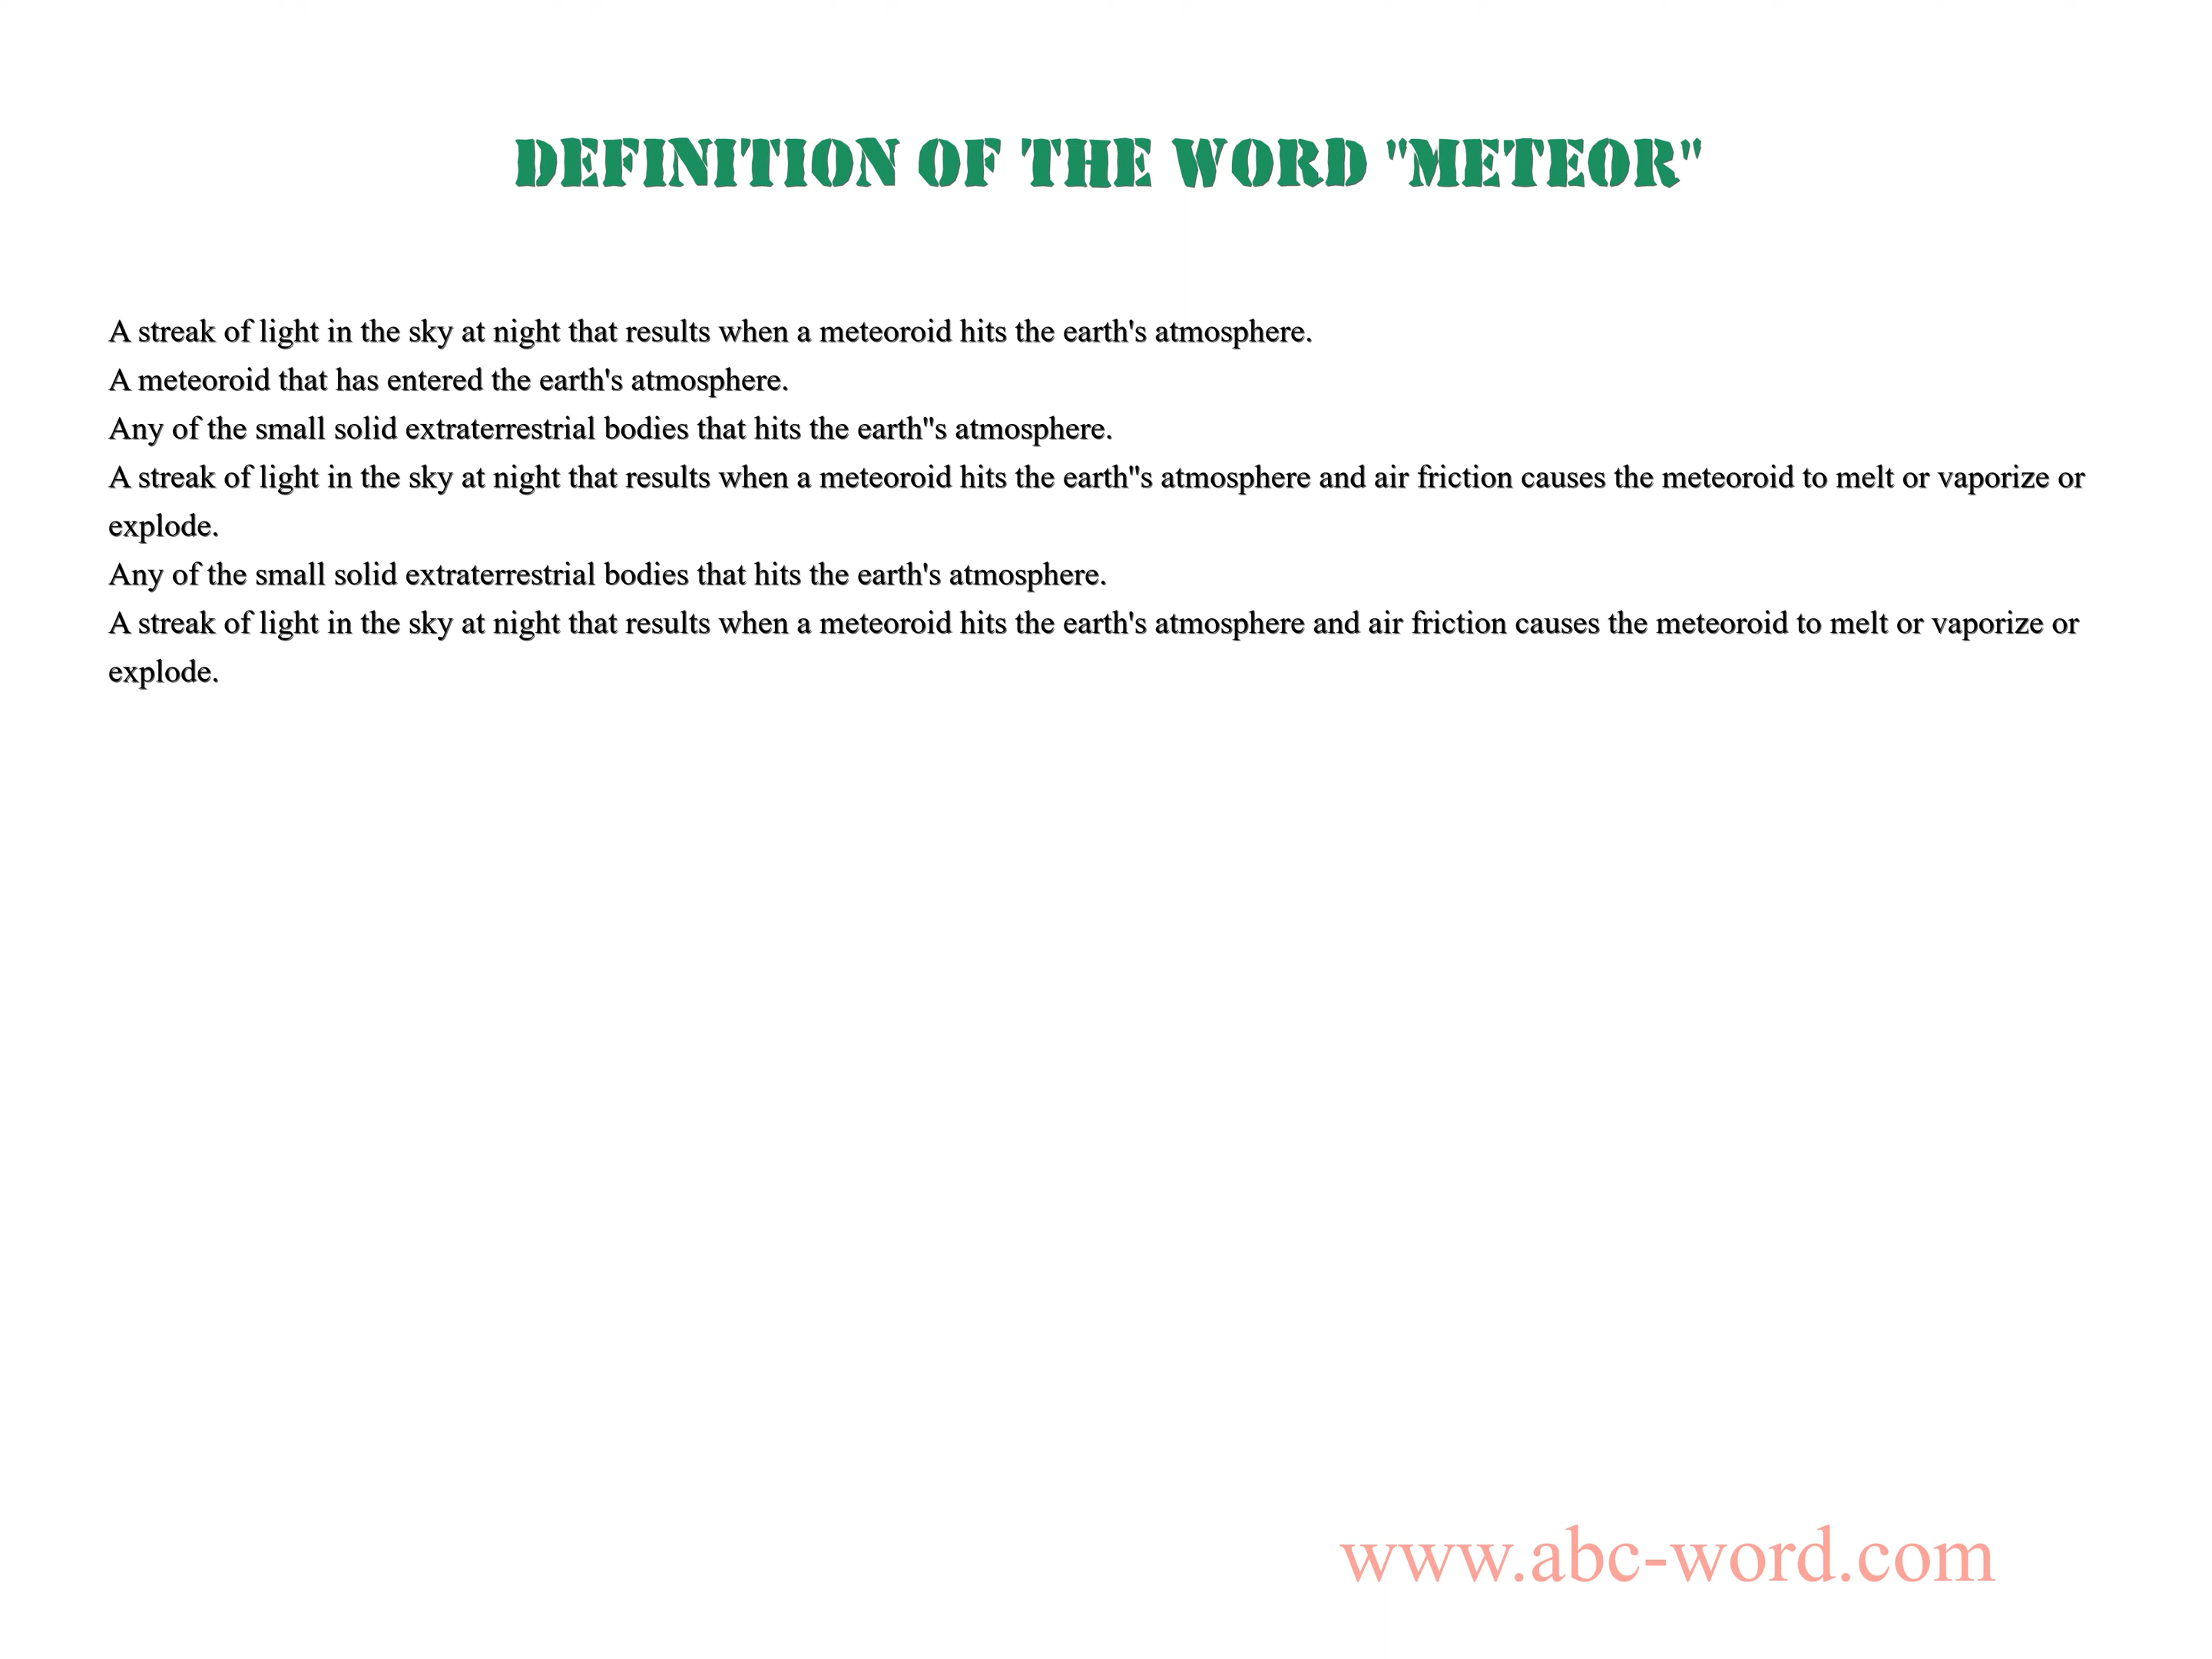 DEFINITION OF THE WORD "METEOR"
A streak of light in the sky at night that results when a meteoroid hits the earth's atmosphere.
A meteoroid that has entered the earth's atmosphere.
Any of the small solid extraterrestrial bodies that hits the earth''s atmosphere.
A streak of light in the sky at night that results when a meteoroid hits the earth''s atmosphere and air friction causes the meteoroid to melt or vaporize or
explode.
Any of the small solid extraterrestrial bodies that hits the earth's atmosphere.
A streak of light in the sky at night that results when a meteoroid hits the earth's atmosphere and air friction causes the meteoroid to melt or vaporize or
explode.
www.abc-word.com